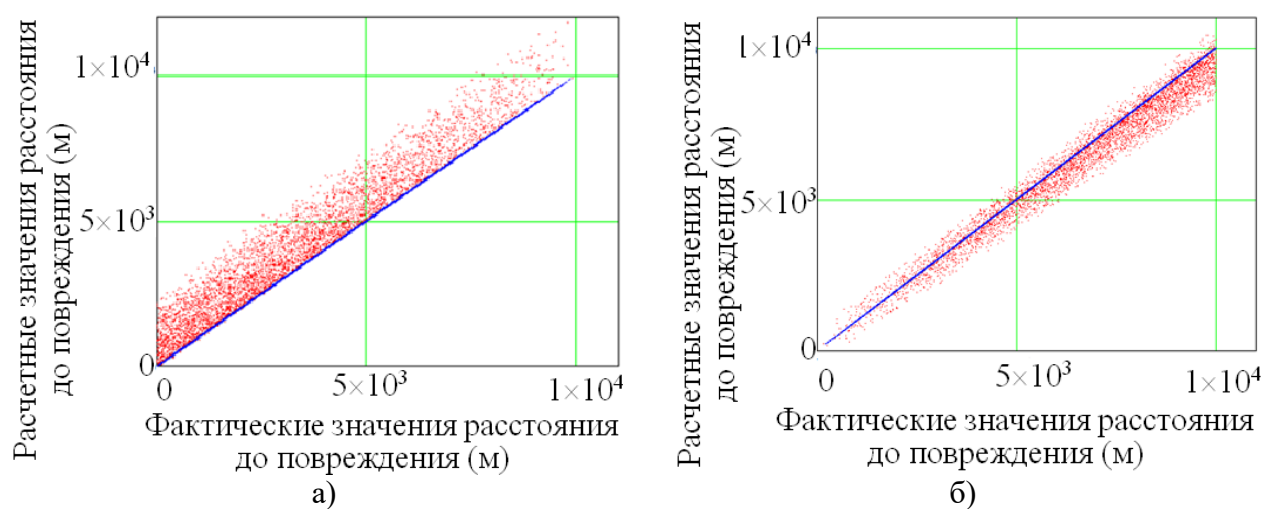 Расчетные значения расстояния
до повреждения (м)
1×10⁴
5×10³
0
0
5×10³
1×10⁴
Фактические значения расстояния
до повреждения (м)
а)
Расчетные значения расстояния
до повреждения (м)
1×10⁴
5×10³
0
0
5×10³
1×10⁴
Фактические значения расстояния
до повреждения (м)
б)